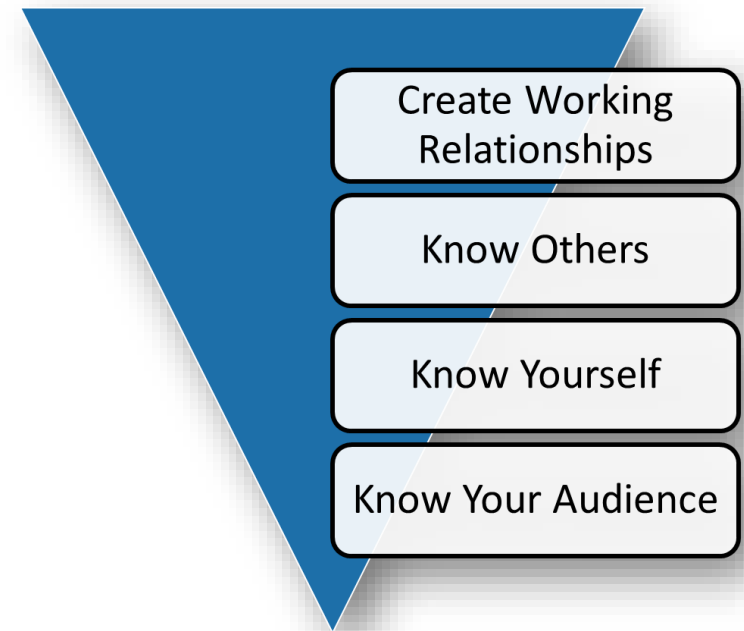 Create Working
Relationships
Know Others
Know Yourself
Know Your Audience